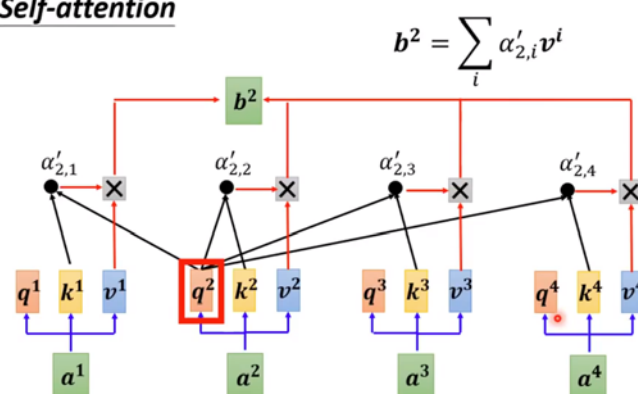 Self-attention
b² = ∑ᵢ α′₂,ᵢvⁱ
b²
α′₂,₁ α′₂,₂ α′₂,₃ α′₂,₄
q¹ k¹ v¹ q² k² v² q³ k³ v³ q⁴ k⁴
a¹ a² a³ a⁴